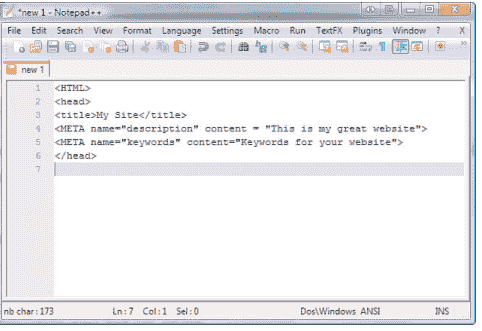 *new 1 - Notepad++
File Edit Search View Format Language Settings Macro Run TextFX Plugins Window ? X
new 1
1 <HTML>
2 <head>
3 <title>My Site</title>
4 <META name="description" content = "This is my great website">
5 <META name="keywords" content="Keywords for your website">
6 </head>
7
nb char : 173 Ln : 7 Col : 1 Sel : 0 Dos\Windows ANSI INS